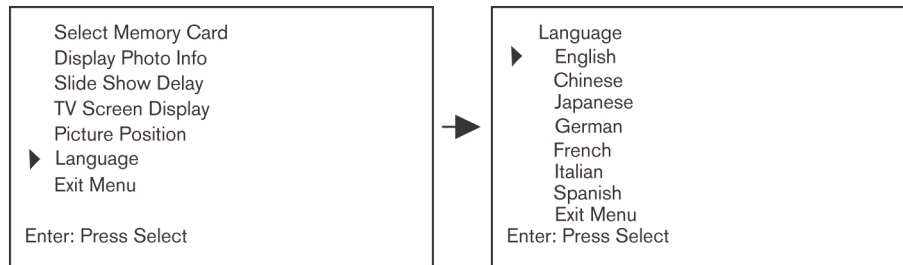 Select Memory Card
Display Photo Info
Slide Show Delay
TV Screen Display
Picture Position
Language
Exit Menu
Enter: Press Select
Language
English
Chinese
Japanese
German
French
Italian
Spanish
Exit Menu
Enter: Press Select